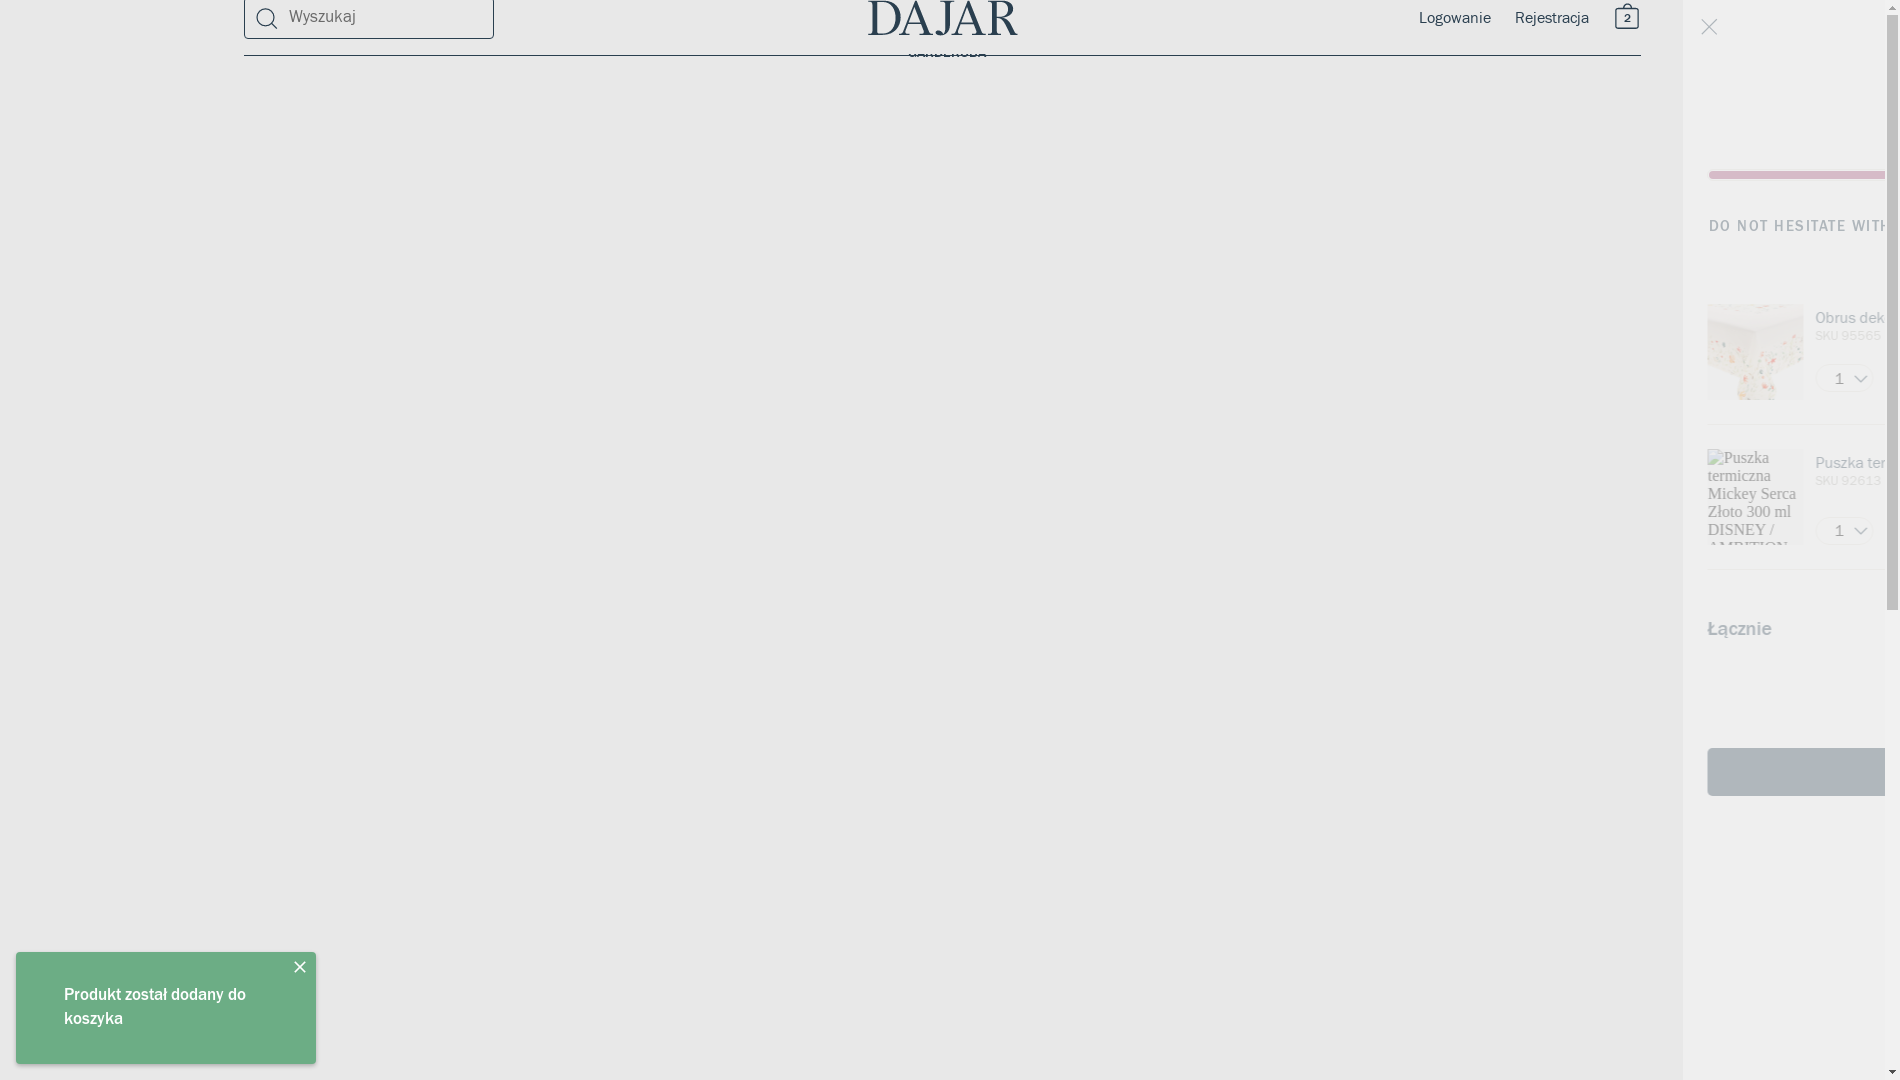 Wyszukaj
DAJAR
Logowanie
Rejestracja
2
DO NOT HESITATE WITH
Obrus dek
SKU 95565
1
Puszka
termiczna
Mickey Serca
Złoto 300 ml
DISNEY /
Puszka ter
SKU 92613
1
Łącznie
Produkt został dodany do
koszyka